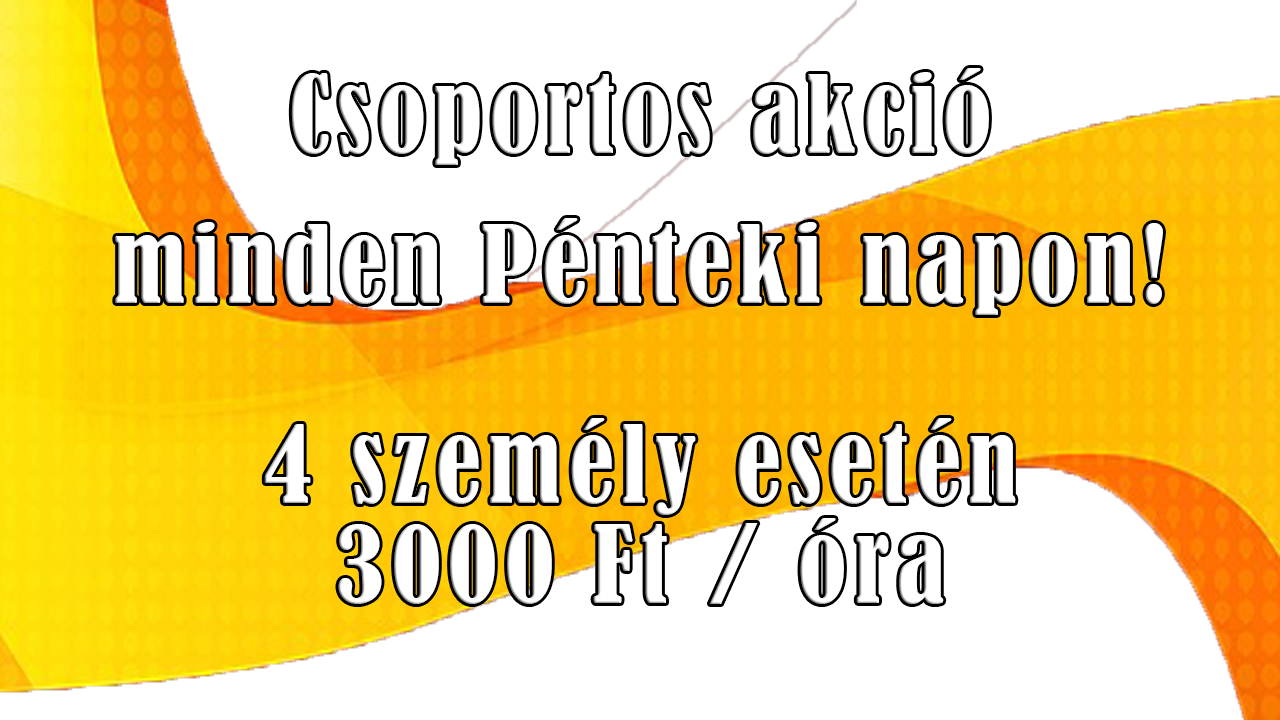 Csoportos akció
minden Pénteki napon!
4 személy esetén
3000 Ft / óra